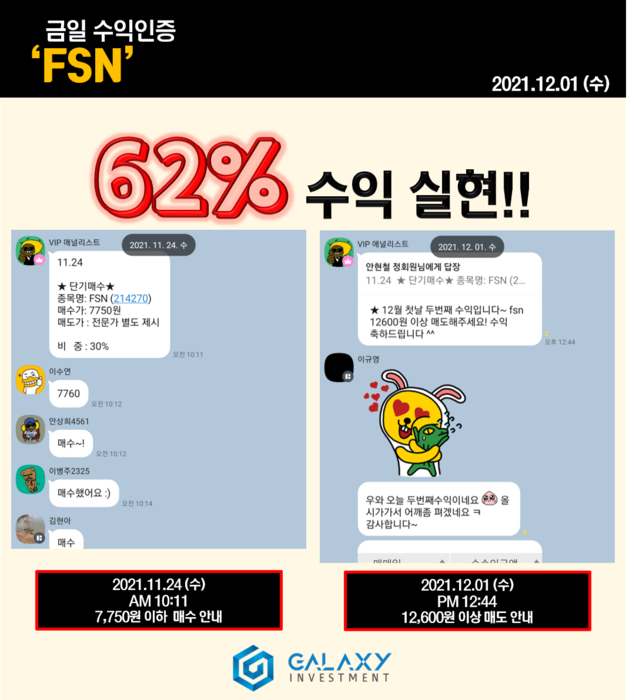 금일 수익인증
‘FSN’
2021.12.01 (수)
62% 수익 실현!!
VIP 애널리스트
2021. 11. 24. 수
11.24
★ 단기매수★
종목명: FSN (214270)
매수가: 7750원
매도가 : 전문가 별도 제시
비 중 : 30%
오전 10:11
이수연
7760
오전 10:12
안상희4561
매수~!
오전 10:12
이병주2325
매수했어요 :)
오전 10:14
김현아
매수
VIP 애널리스트
2021. 12. 01. 수
안현철 정회원님에게 답장
11.24 ★ 단기매수★ 종목명: FSN (2...
★ 12월 첫날 두번째 수익입니다~ fsn
12600원 이상 매도해주세요! 수익
축하드립니다 ^^
2
오후 12:44
이규영
우와 오늘 두번째수익이네요 올
시가가서 어깨좀 펴겠네요 ㅋ
감사합니다~
2021.11.24 (수)
AM 10:11
7,750원 이하 매수 안내
2021.12.01 (수)
PM 12:44
12,600원 이상 매도 안내
GALAXY
INVESTMENT